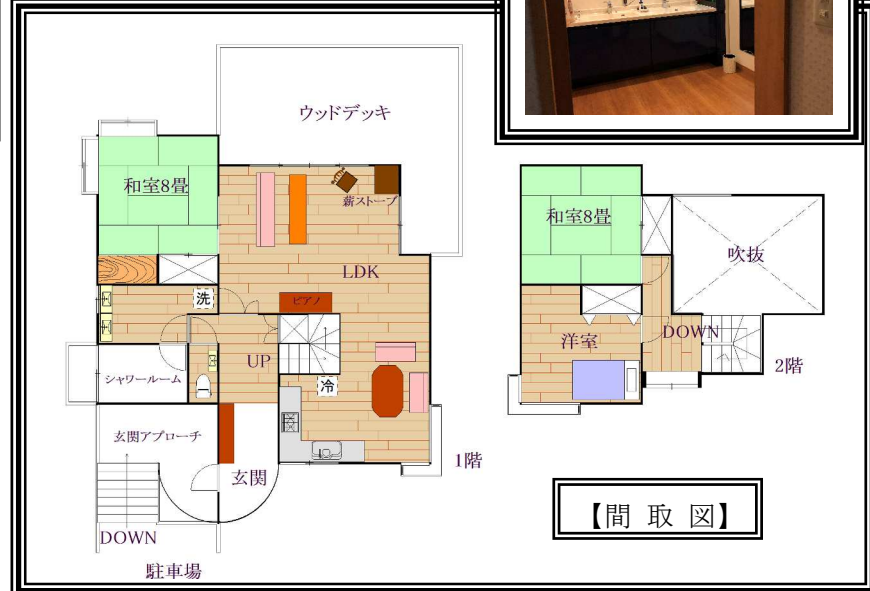 ウッドデッキ
和室8畳
薪ストーブ
LDK
洗
ピアノ
UP
シャワールーム
冷
玄関アプローチ
玄関
1階
DOWN
駐車場
和室8畳
吹抜
洋室
DOWN
2階
【間 取 図】